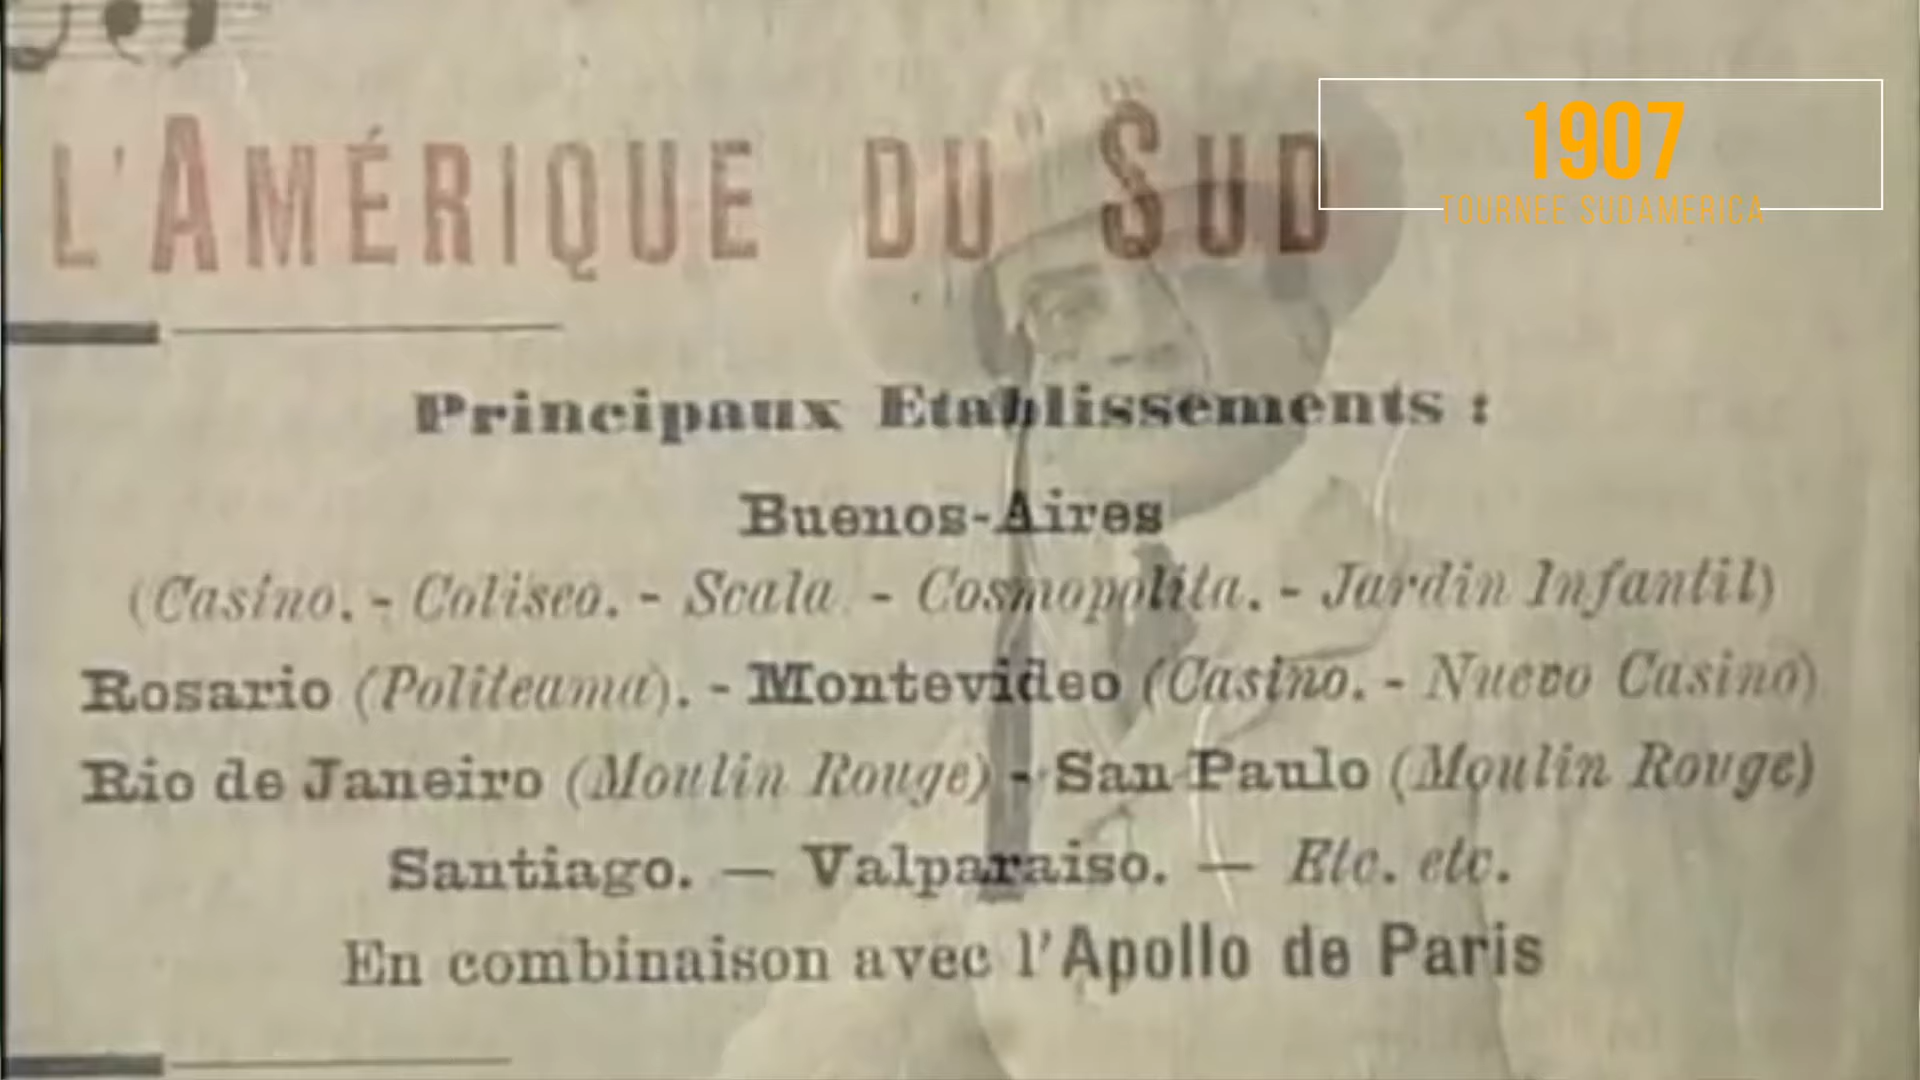 L'AMÉRIQUE DU SUD
1907
TOURNEE SUDAMERICA
Principaux Etablissements :
Buenos-Aires
(Casino. - Coliseo. - Scala - Cosmopolita. - Jardin Infantil)
Rosario (Politeama). - Montevideo (Casino. - Nuevo Casino)
Rio de Janeiro (Moulin Rouge) - San Paulo (Moulin Rouge)
Santiago. — Valparaiso. — Etc. etc.
En combinaison avec l'Apollo de Paris